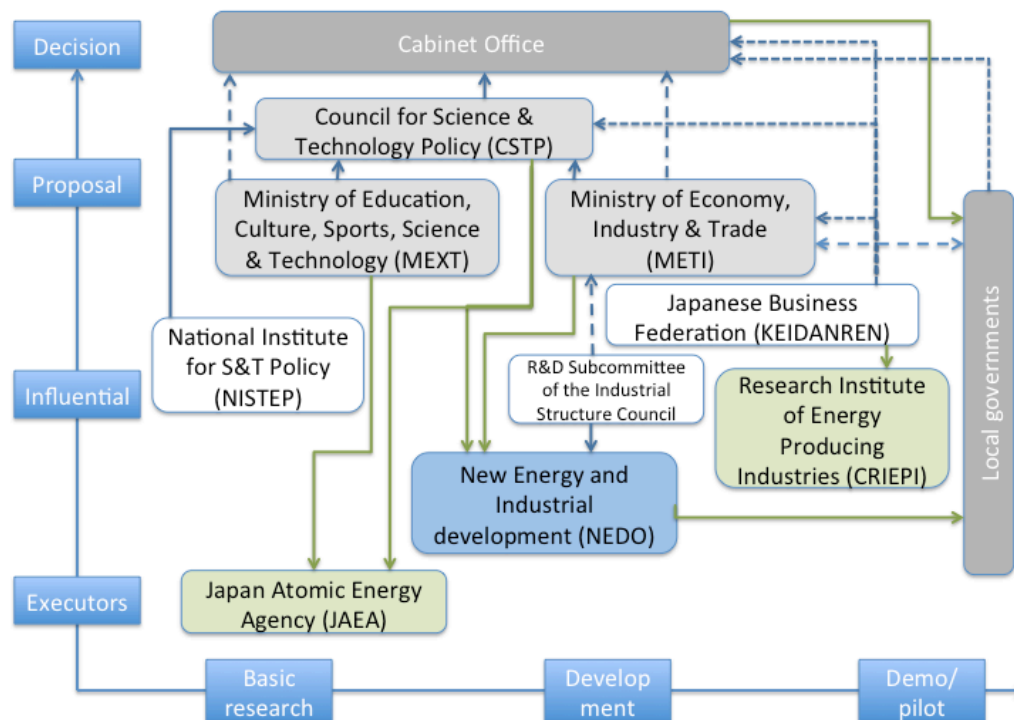 Decision
Cabinet Office
Council for Science &
Technology Policy (CSTP)
Proposal
Ministry of Education,
Culture, Sports, Science
& Technology (MEXT)
Ministry of Economy,
Industry & Trade
(METI)
Japanese Business
Federation (KEIDANREN)
National Institute
for S&T Policy
(NISTEP)
Influential
R&D Subcommittee
of the Industrial
Structure Council
Research Institute
of Energy
Producing
Industries (CRIEPI)
Local governments
New Energy and
Industrial
development (NEDO)
Executors
Japan Atomic Energy
Agency (JAEA)
Basic
research
Develop
ment
Demo/
pilot